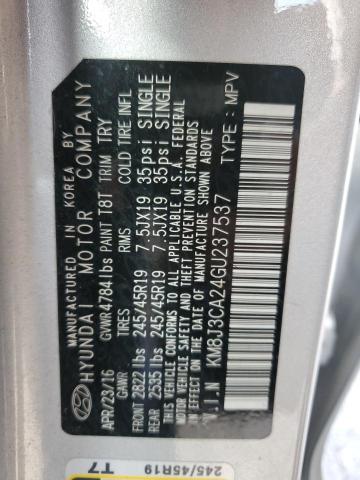 MANUFACTURED BY IN KOREA
HYUNDAI MOTOR COMPANY
APR/23/16 GVWR 4784 lbs PAINT T8T TRIM TRY
GAWR TIRES RIMS COLD TIRE INFL
FRONT 2822 lbs 245/45R19 7.5JX19 35psi SINGLE
REAR 2535 lbs 245/45R19 7.5JX19 35psi SINGLE
THIS VEHICLE CONFORMS TO ALL APPLICABLE U.S.A. FEDERAL
MOTOR VEHICLE SAFETY AND THEFT PREVENTION STANDARDS
IN EFFECT ON THE DATE OF MANUFACTURE SHOWN ABOVE
V.I.N KM8J3CA24GU237537 TYPE: MPV
245/45R19
T7